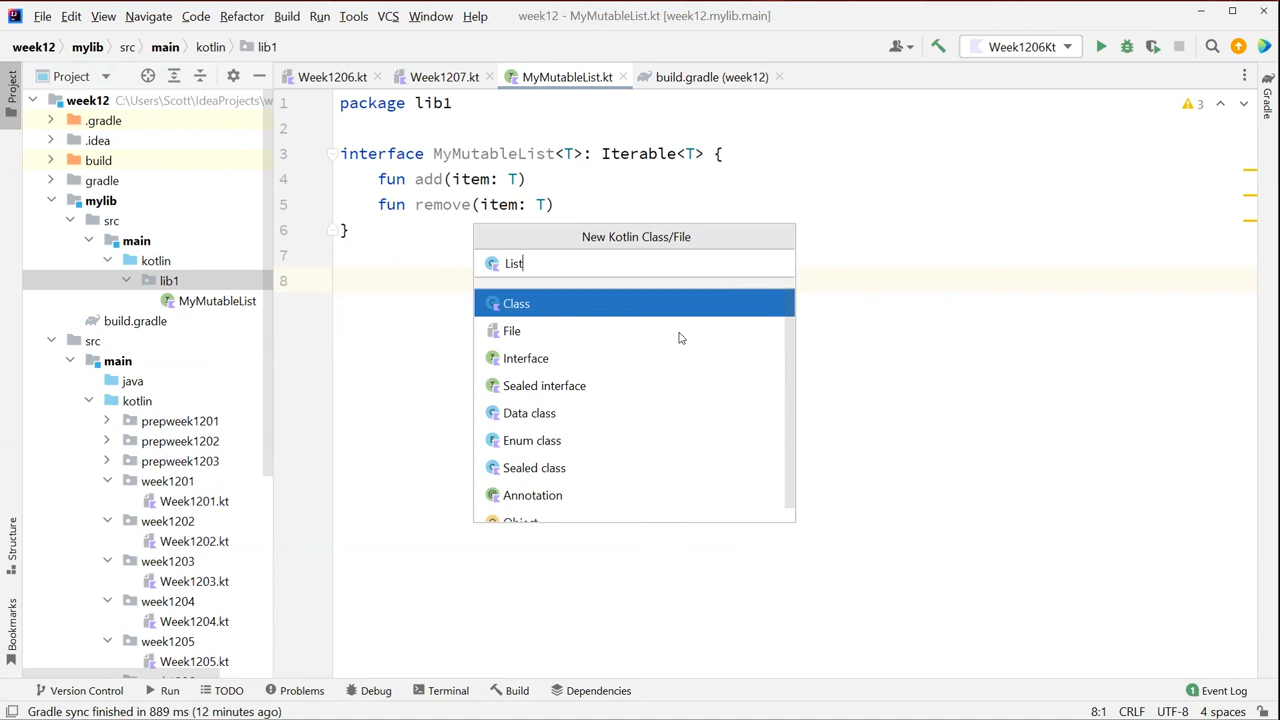 File Edit View Navigate Code Refactor Build Run Tools VCS Window Help week12 - MyMutableList.kt [week12.mylib.main]
week12 mylib src main kotlin lib1 Week1206Kt
Project Week1206.kt Week1207.kt MyMutableList.kt build.gradle (week12)
Project
Gradle
Structure
Bookmarks
week12 C:\Users\Scott\IdeaProjects\w
.gradle
.idea
build
gradle
mylib
src
main
kotlin
lib1
MyMutableList
build.gradle
src
main
java
kotlin
prepweek1201
prepweek1202
prepweek1203
week1201
Week1201.kt
week1202
Week1202.kt
week1203
Week1203.kt
week1204
Week1204.kt
week1205
Week1205.kt
1 package lib1 3
2
3 interface MyMutableList<T>: Iterable<T> {
4 fun add(item: T)
5 fun remove(item: T)
6 }
7
8
New Kotlin Class/File
List
Class
File
Interface
Sealed interface
Data class
Enum class
Sealed class
Annotation
Object
Version Control Run TODO Problems Debug Terminal Build Dependencies 1 Event Log
Gradle sync finished in 889 ms (12 minutes ago) 8:1 CRLF UTF-8 4 spaces